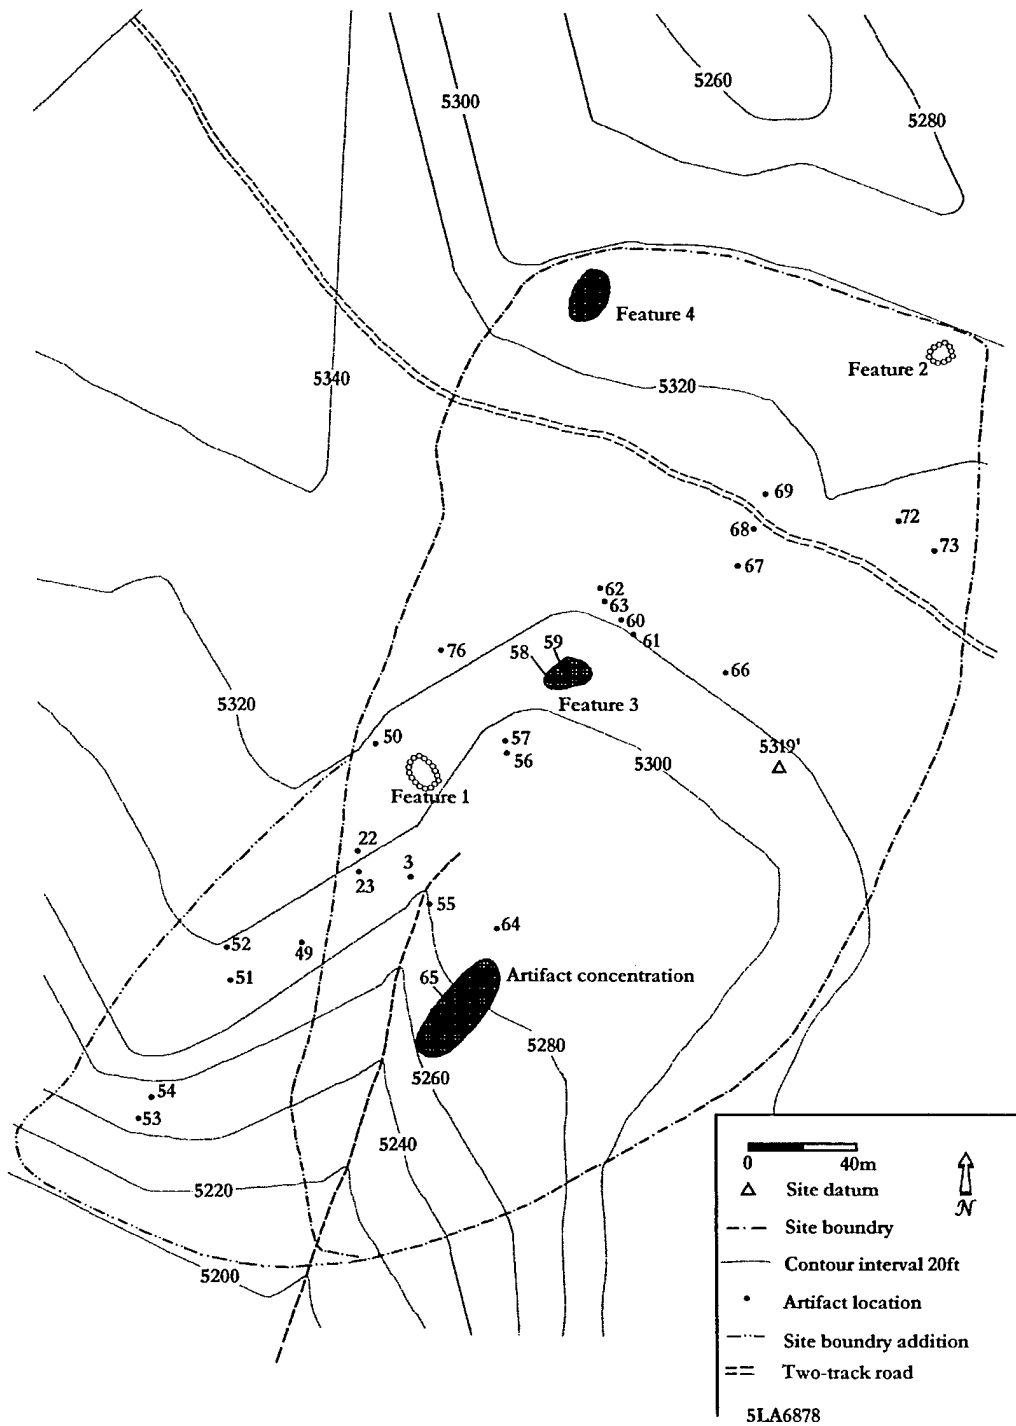 5260
5300
5280
Feature 4
Feature 2
5340
5320
69
72
68
73
67
62
63
60
59
61
76
58
66
5320
Feature 3
50
57
5319'
56
5300
Feature 1
22
3
23
55
64
52
49
65
Artifact concentration
51
5280
5260
54
53
5240
5220
5200
0 40m
N
Site datum
Site boundry
Contour interval 20ft
Artifact location
Site boundry addition
Two-track road
5LA6878